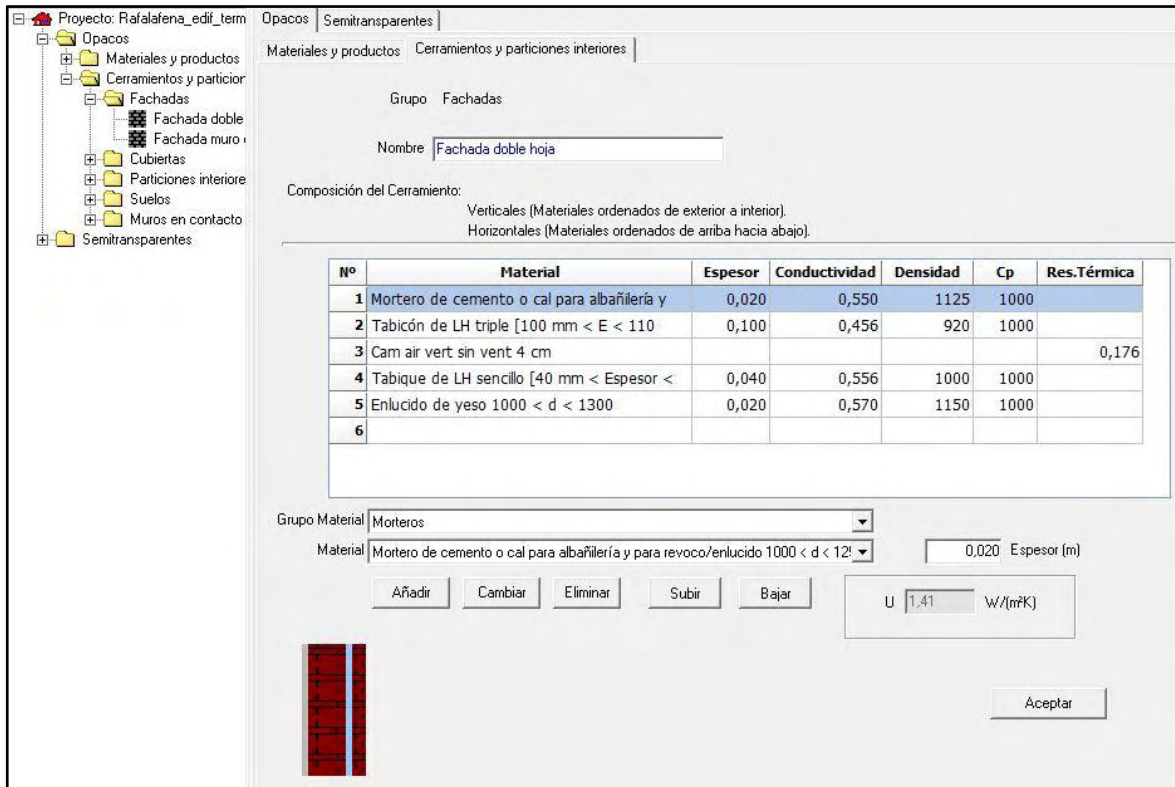 Proyecto: Rafalafena_edif_term
Opacos
Materiales y productos
Cerramientos y particior
Fachadas
Fachada doble
Fachada muro
Cubiertas
Particiones interiore
Suelos
Muros en contacto
Semitransparentes
Opacos Semitransparentes
Materiales y productos Cerramientos y particiones interiores
Grupo Fachadas
Nombre Fachada doble hoja
Composición del Cerramiento:
Verticales (Materiales ordenados de exterior a interior).
Horizontales (Materiales ordenados de arriba hacia abajo).
Nº Material Espesor Conductividad Densidad Cp Res.Térmica
1 Mortero de cemento o cal para albañilería y 0,020 0,550 1125 1000
2 Tabicón de LH triple [100 mm < E < 110 0,100 0,456 920 1000
3 Cam air vert sin vent 4 cm 0,176
4 Tabique de LH sencillo [40 mm < Espesor < 0,040 0,556 1000 1000
5 Enlucido de yeso 1000 < d < 1300 0,020 0,570 1150 1000
6
Grupo Material Morteros
Material Mortero de cemento o cal para albañilería y para revoco/enlucido 1000 < d < 12 0,020 Espesor (m)
Añadir Cambiar Eliminar Subir Bajar
U 1,41 W/(m²K)
Aceptar